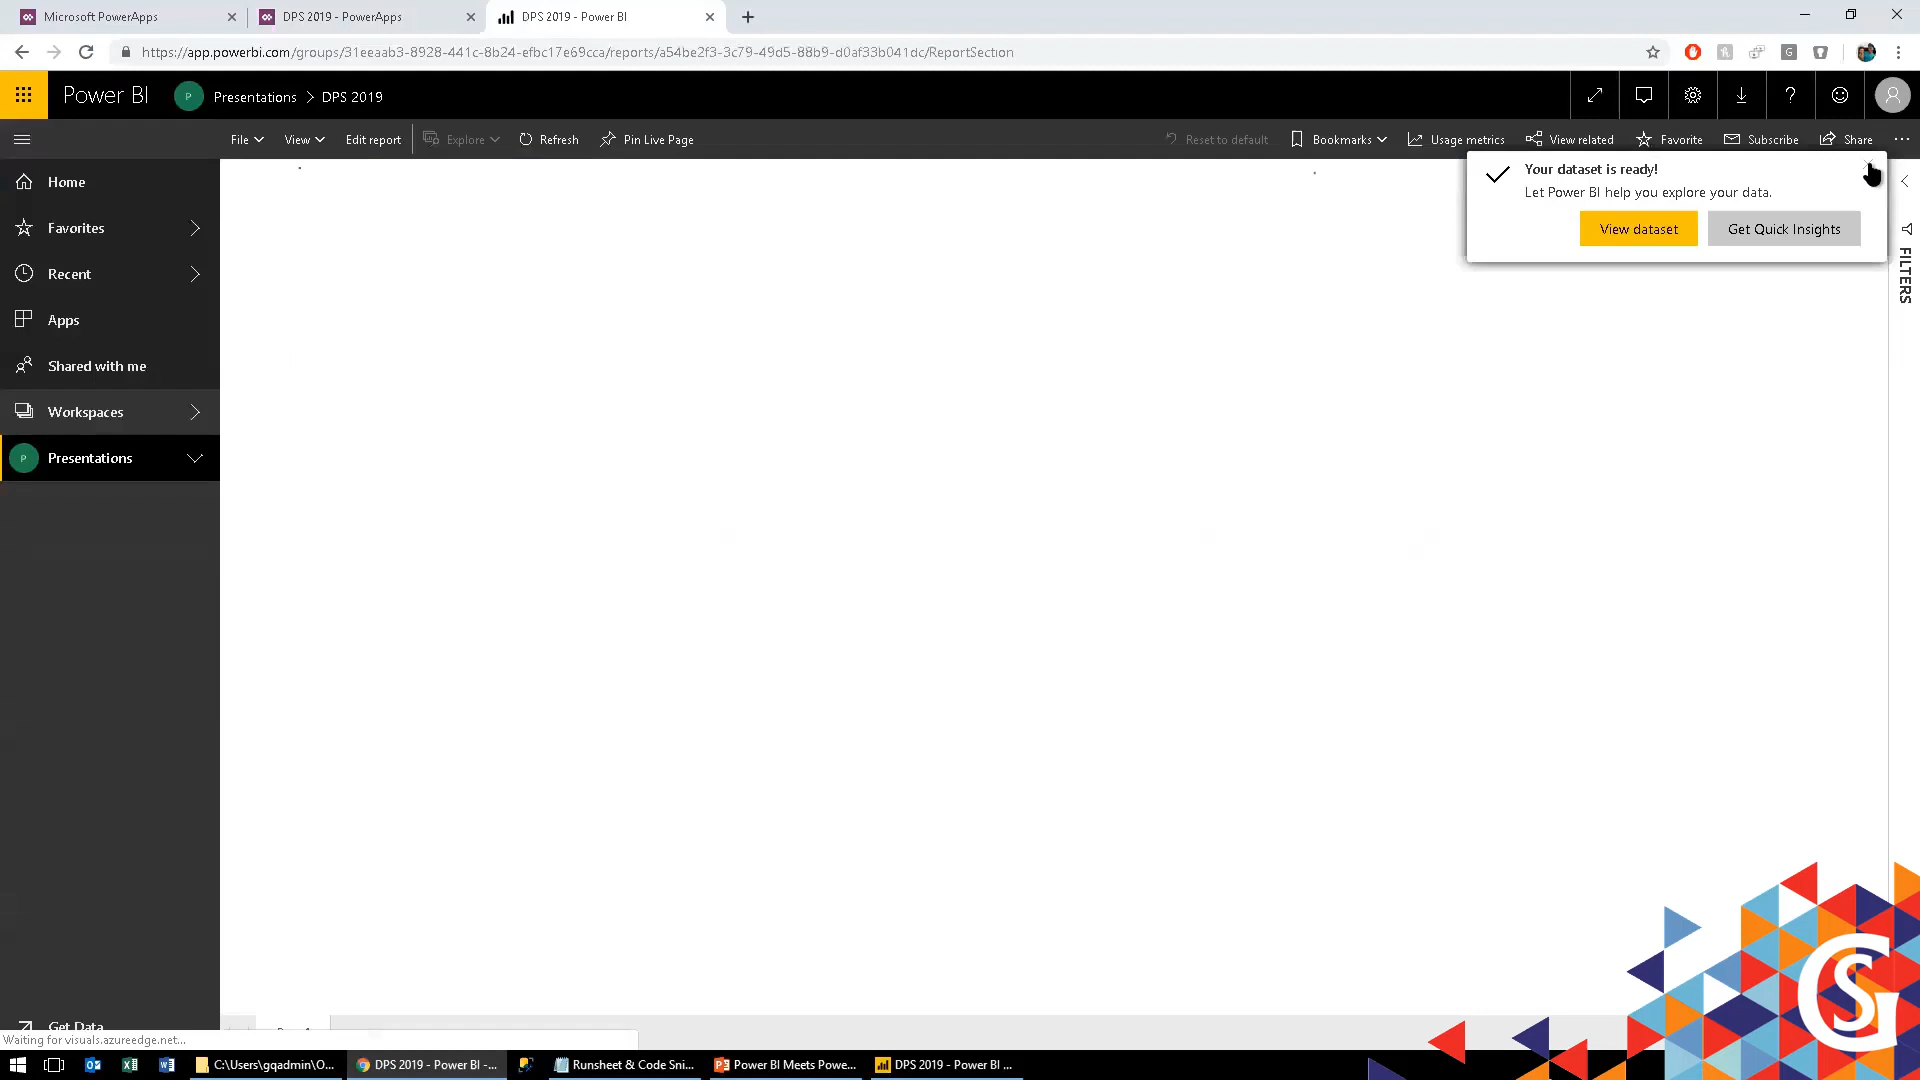 Microsoft PowerApps
DPS 2019 - PowerApps
DPS 2019 - Power BI
https://app.powerbi.com/groups/31eeaab3-8928-441c-8b24-efbc17e69cca/reports/a54be2f3-3c79-49d5-88b9-d0af33b041dc/ReportSection
Power BI
P
Presentations > DPS 2019
File
View
Edit report
Explore
Refresh
Pin Live Page
Reset to default
Bookmarks
Usage metrics
View related
Favorite
Subscribe
Share
Your dataset is ready!
Let Power BI help you explore your data.
View dataset
Get Quick Insights
FILTERS
Home
Favorites
Recent
Apps
Shared with me
Workspaces
P
Presentations
Get Data
Waiting for visuals.azureedge.net...
C:\Users\gqadmin\O...
DPS 2019 - Power BI -...
Runsheet & Code Sni...
Power BI Meets Powe...
DPS 2019 - Power BI ...